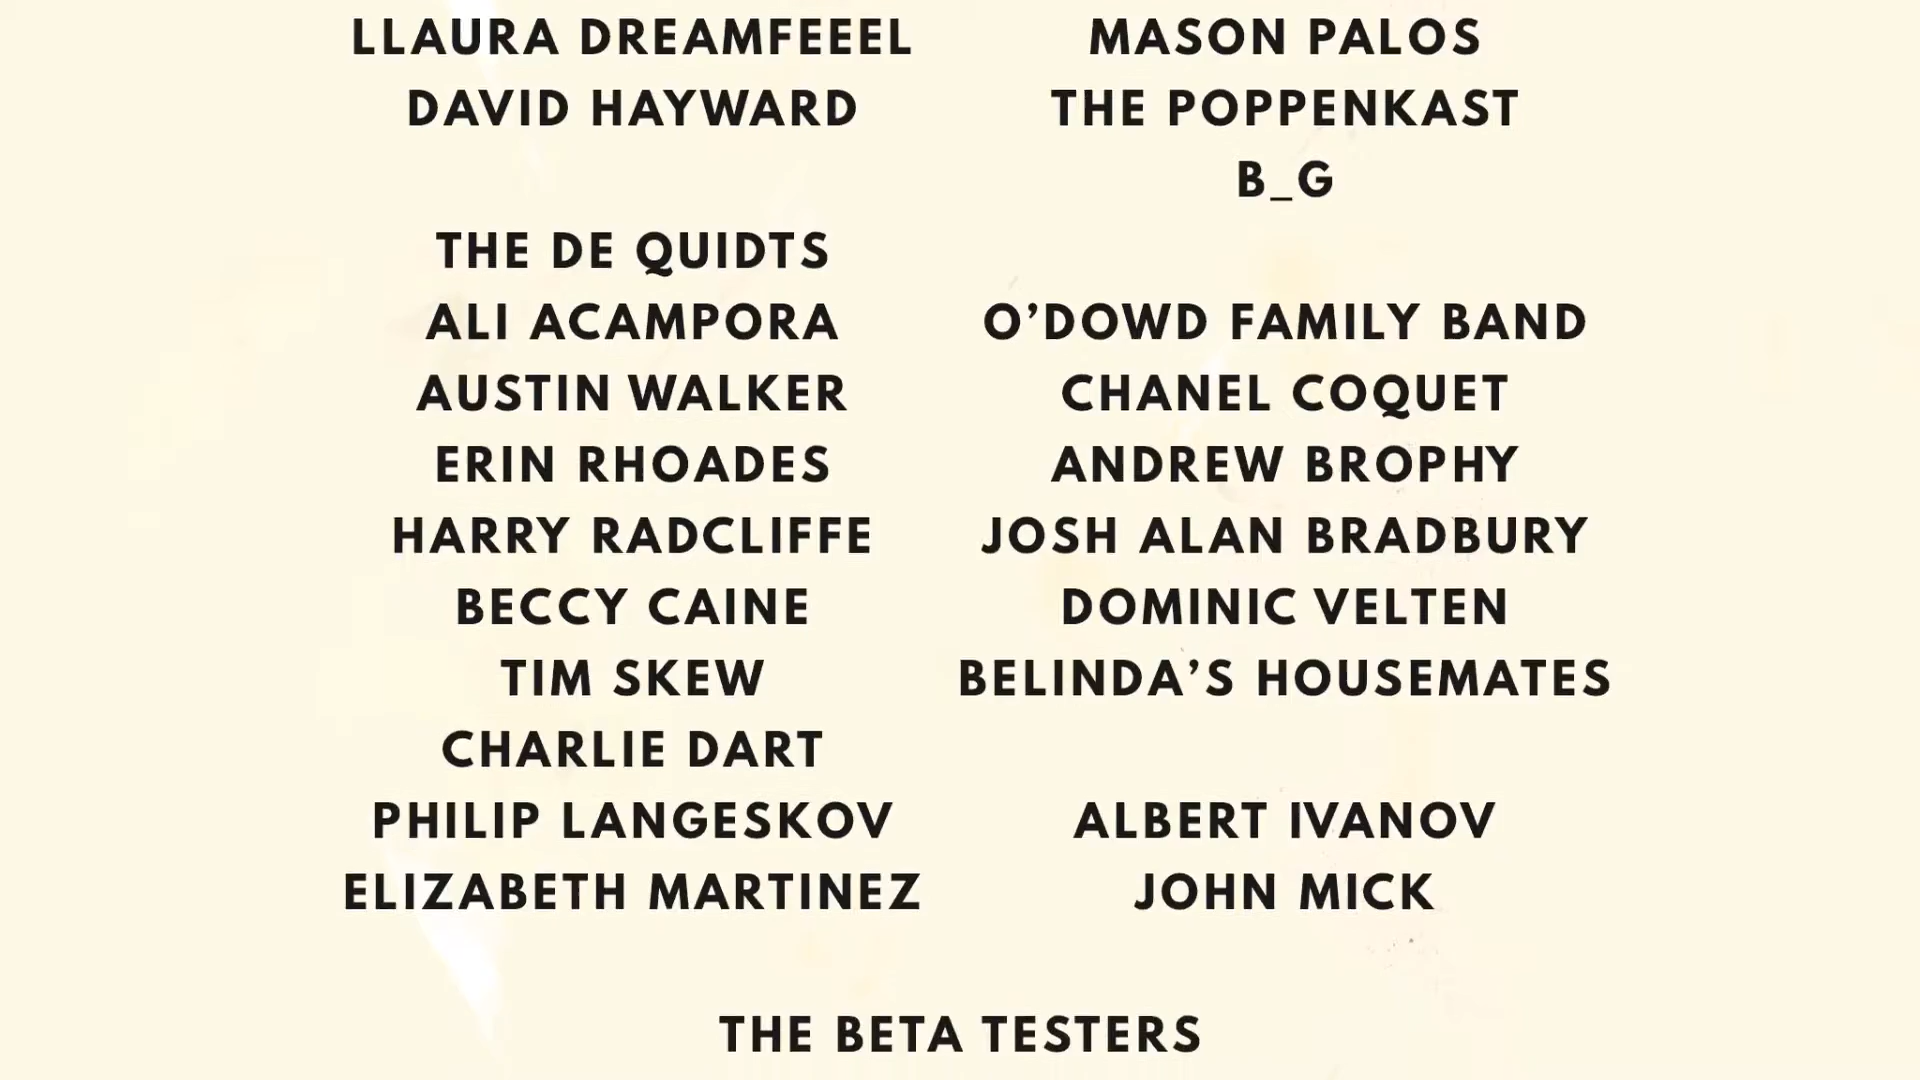 LLAURA DREAMFEEEL
DAVID HAYWARD
THE DE QUIDTS
ALI ACAMPORA
AUSTIN WALKER
ERIN RHOADES
HARRY RADCLIFFE
BECCY CAINE
TIM SKEW
CHARLIE DART
PHILIP LANGESKOV
ELIZABETH MARTINEZ
MASON PALOS
THE POPPENKAST
B_G
O’DOWD FAMILY BAND
CHANEL COQUET
ANDREW BROPHY
JOSH ALAN BRADBURY
DOMINIC VELTEN
BELINDA’S HOUSEMATES
ALBERT IVANOV
JOHN MICK
THE BETA TESTERS